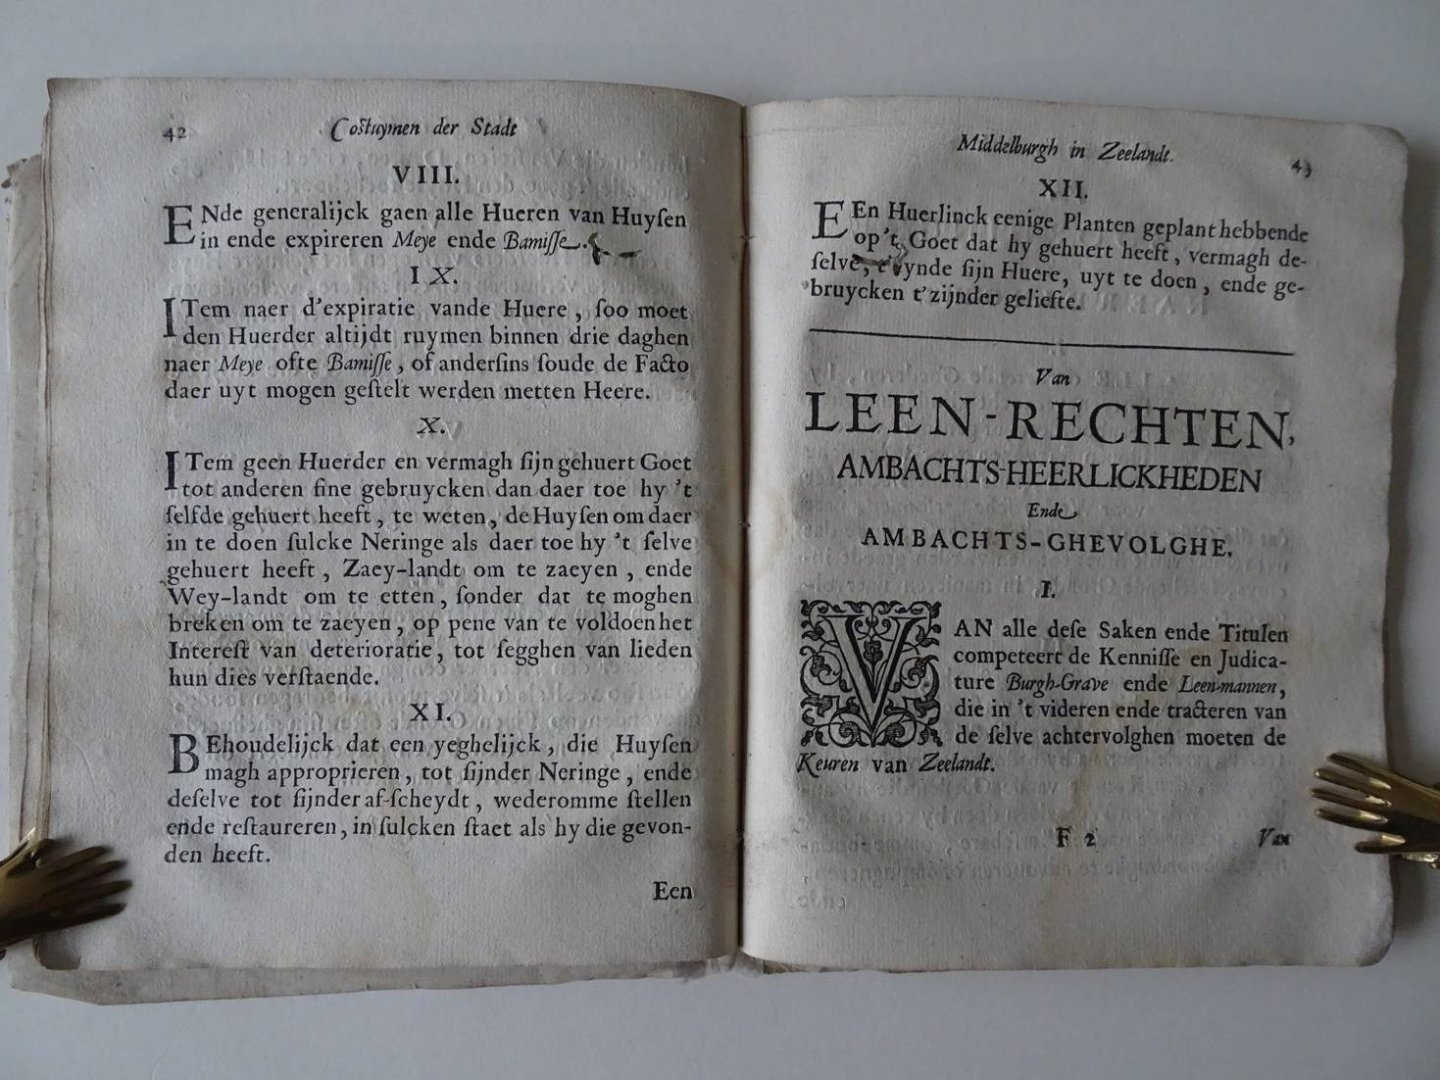 42 Costuymen der Stadt
VIII.
ENde generalijck gaen alle Hueren van Huyſen
in ende expireren Meye ende Bamiſſe.
IX.
ITem naer d'expiratie vande Huere, ſoo moet
den Huerder altijdt ruymen binnen drie daghen
naer Meye ofte Bamiſſe, of anderſins ſoude de Facto
daer uyt mogen geſtelt werden metten Heere.
X.
ITem geen Huerder en vermagh ſijn gehuert Goet
tot anderen fine gebruycken dan daer toe hy 't
ſelfde gehuert heeft, te weten, de Huyſen om daer
in te doen ſulcke Neringe als daer toe hy 't ſelve
gehuert heeft, Zaey-landt om te zaeyen, ende
Wey-landt om te etten, ſonder dat te moghen
breken om te zaeyen, op pene van te voldoen het
Intereſt van deterioratie, tot ſegghen van lieden
hun dies verſtaende.
XI.
BEhoudelijck dat een yeghelijck, die Huyſen
magh approprieren, tot ſijnder Neringe, ende
deſelve tot ſijnder af-ſcheydt, wederomme ſtellen
ende reſtaureren, in ſulcken ſtaet als hy die gevon-
den heeft.
Een
Middelburgh in Zeelandt. 43
XII.
EEn Huerlinck eenige Planten geplant hebbende
op 't Goet dat hy gehuert heeft, vermagh de-
ſelve, t'eynde ſijn Huere, uyt te doen, ende ge-
bruycken t'zijnder geliefte.
Van
LEEN-RECHTEN,
AMBACHTS-HEERLICKHEDEN
Ende
AMBACHTS-GHEVOLGHE.
I.
VAN alle deſe Saken ende Titulen
competeert de Kenniſſe en Judica-
ture Burgh-Grave ende Leen-mannen,
die in 't videren ende tracteren van
de ſelve achtervolghen moeten de
Keuren van Zeelandt.
F 2 Van